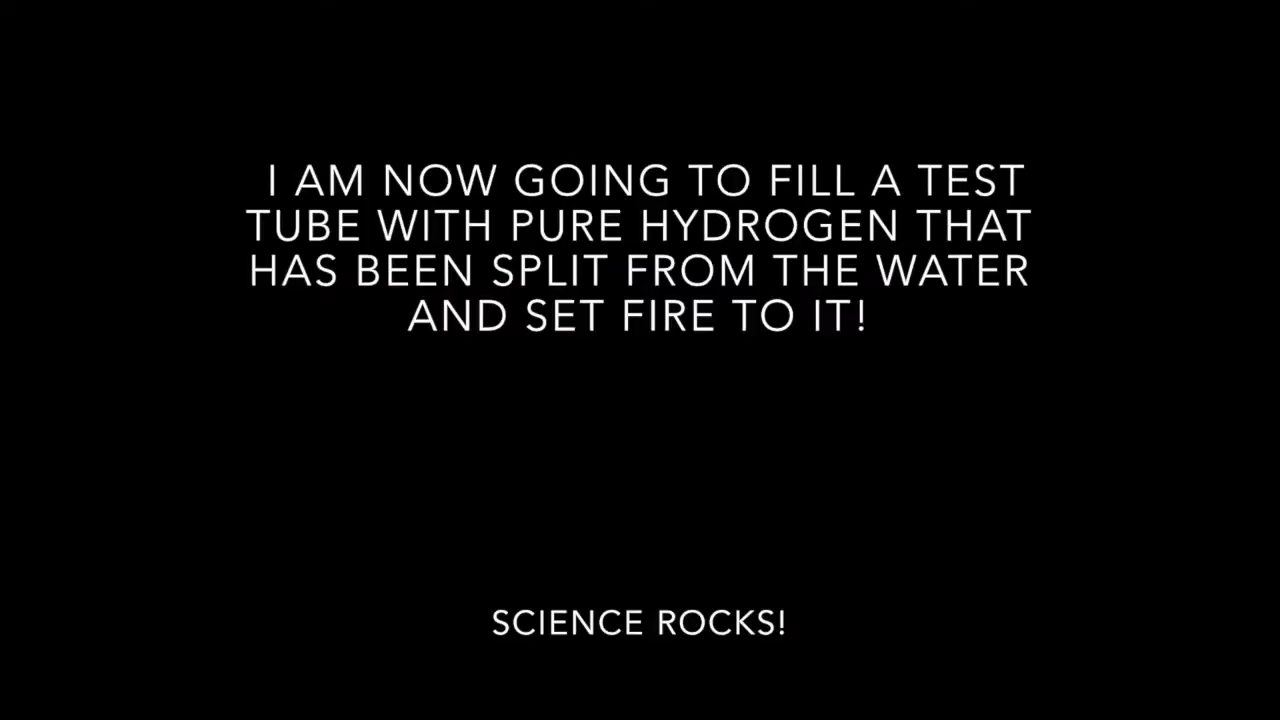 I AM NOW GOING TO FILL A TEST
TUBE WITH PURE HYDROGEN THAT
HAS BEEN SPLIT FROM THE WATER
AND SET FIRE TO IT!
SCIENCE ROCKS!